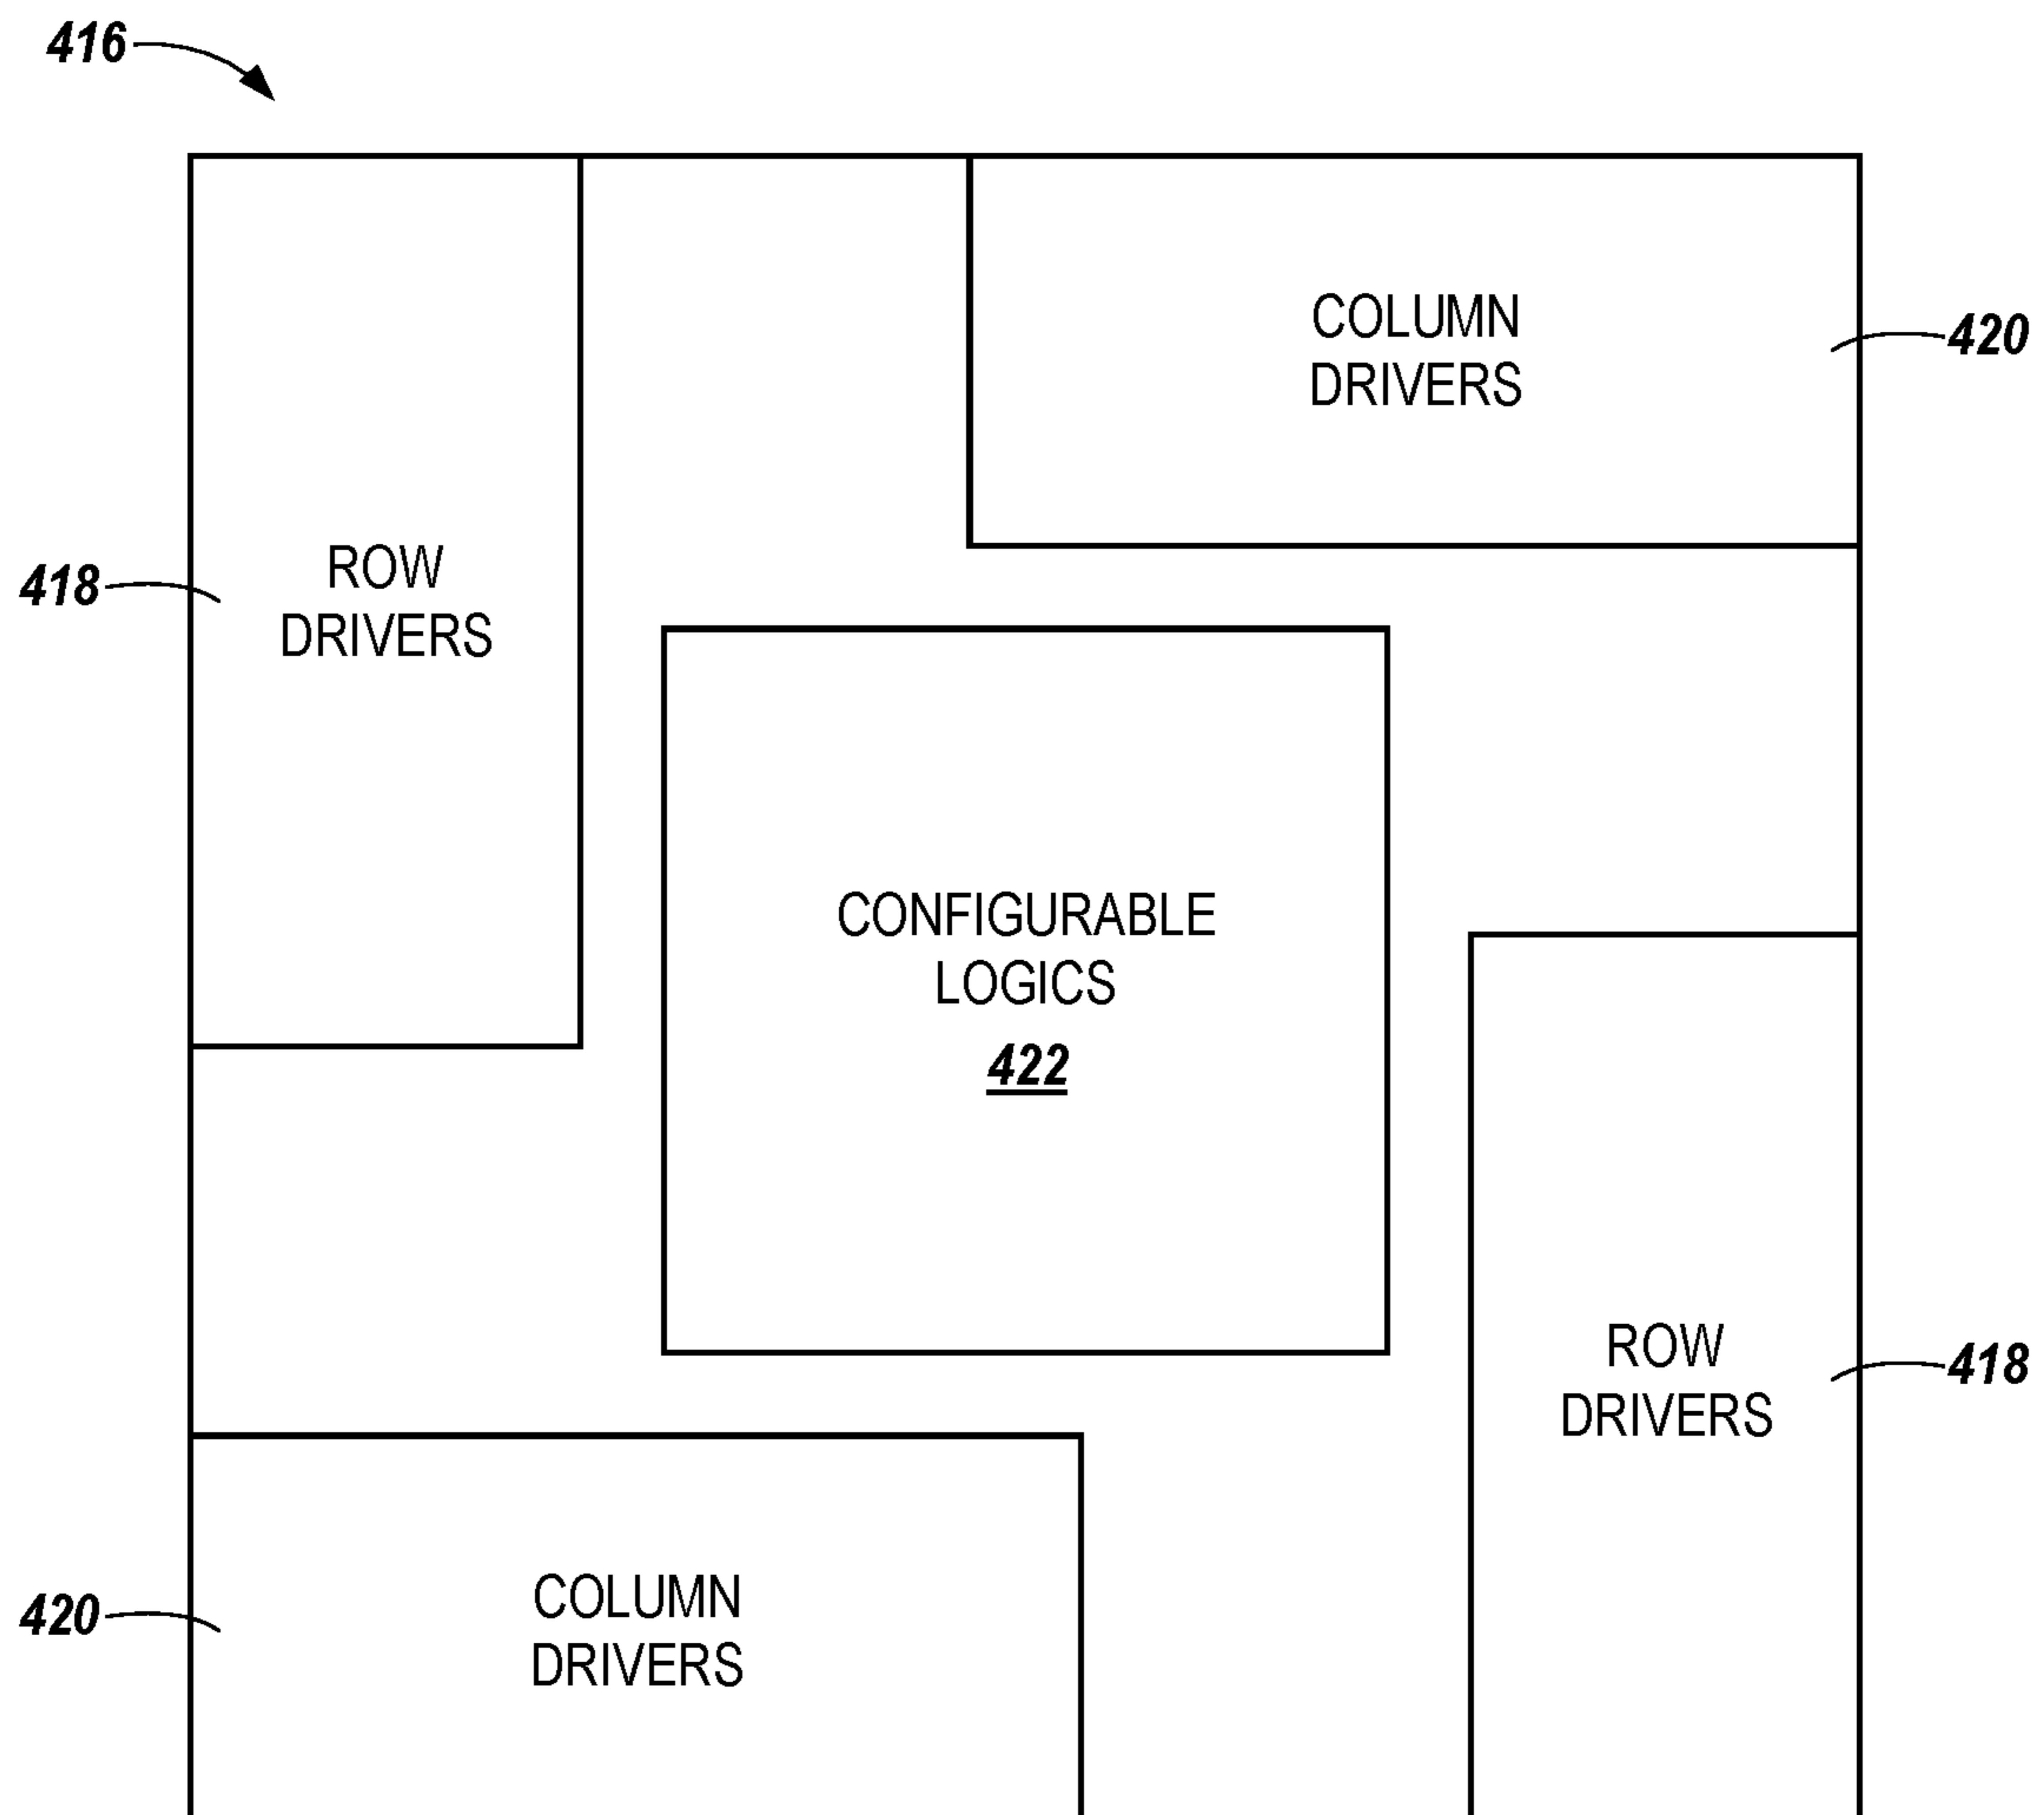 416
COLUMN
DRIVERS
420
ROW
DRIVERS
418
CONFIGURABLE
LOGICS
422
ROW
DRIVERS
418
COLUMN
DRIVERS
420